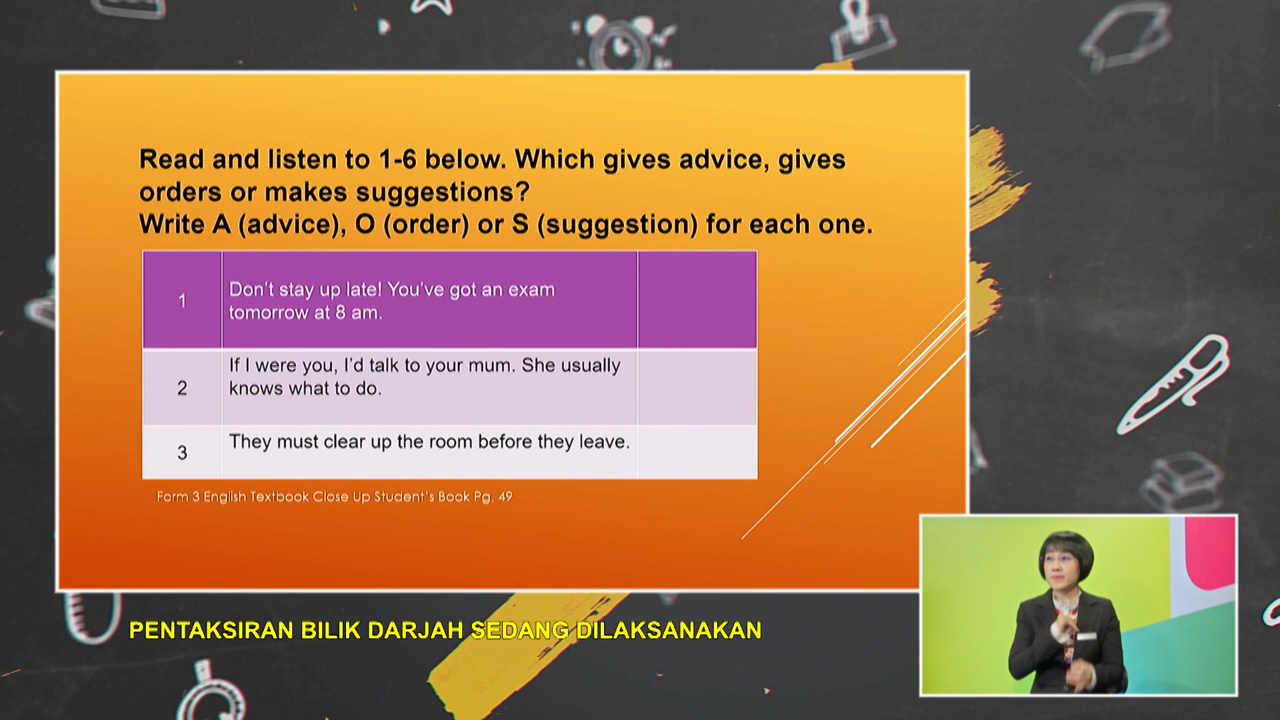 Read and listen to 1-6 below. Which gives advice, gives
orders or makes suggestions?
Write A (advice), O (order) or S (suggestion) for each one.
1
Don't stay up late! You've got an exam
tomorrow at 8 am.
2
If I were you, I'd talk to your mum. She usually
knows what to do.
3
They must clear up the room before they leave.
Form 3 English Textbook Close Up Student's Book Pg. 49
PENTAKSIRAN BILIK DARJAH SEDANG DILAKSANAKAN